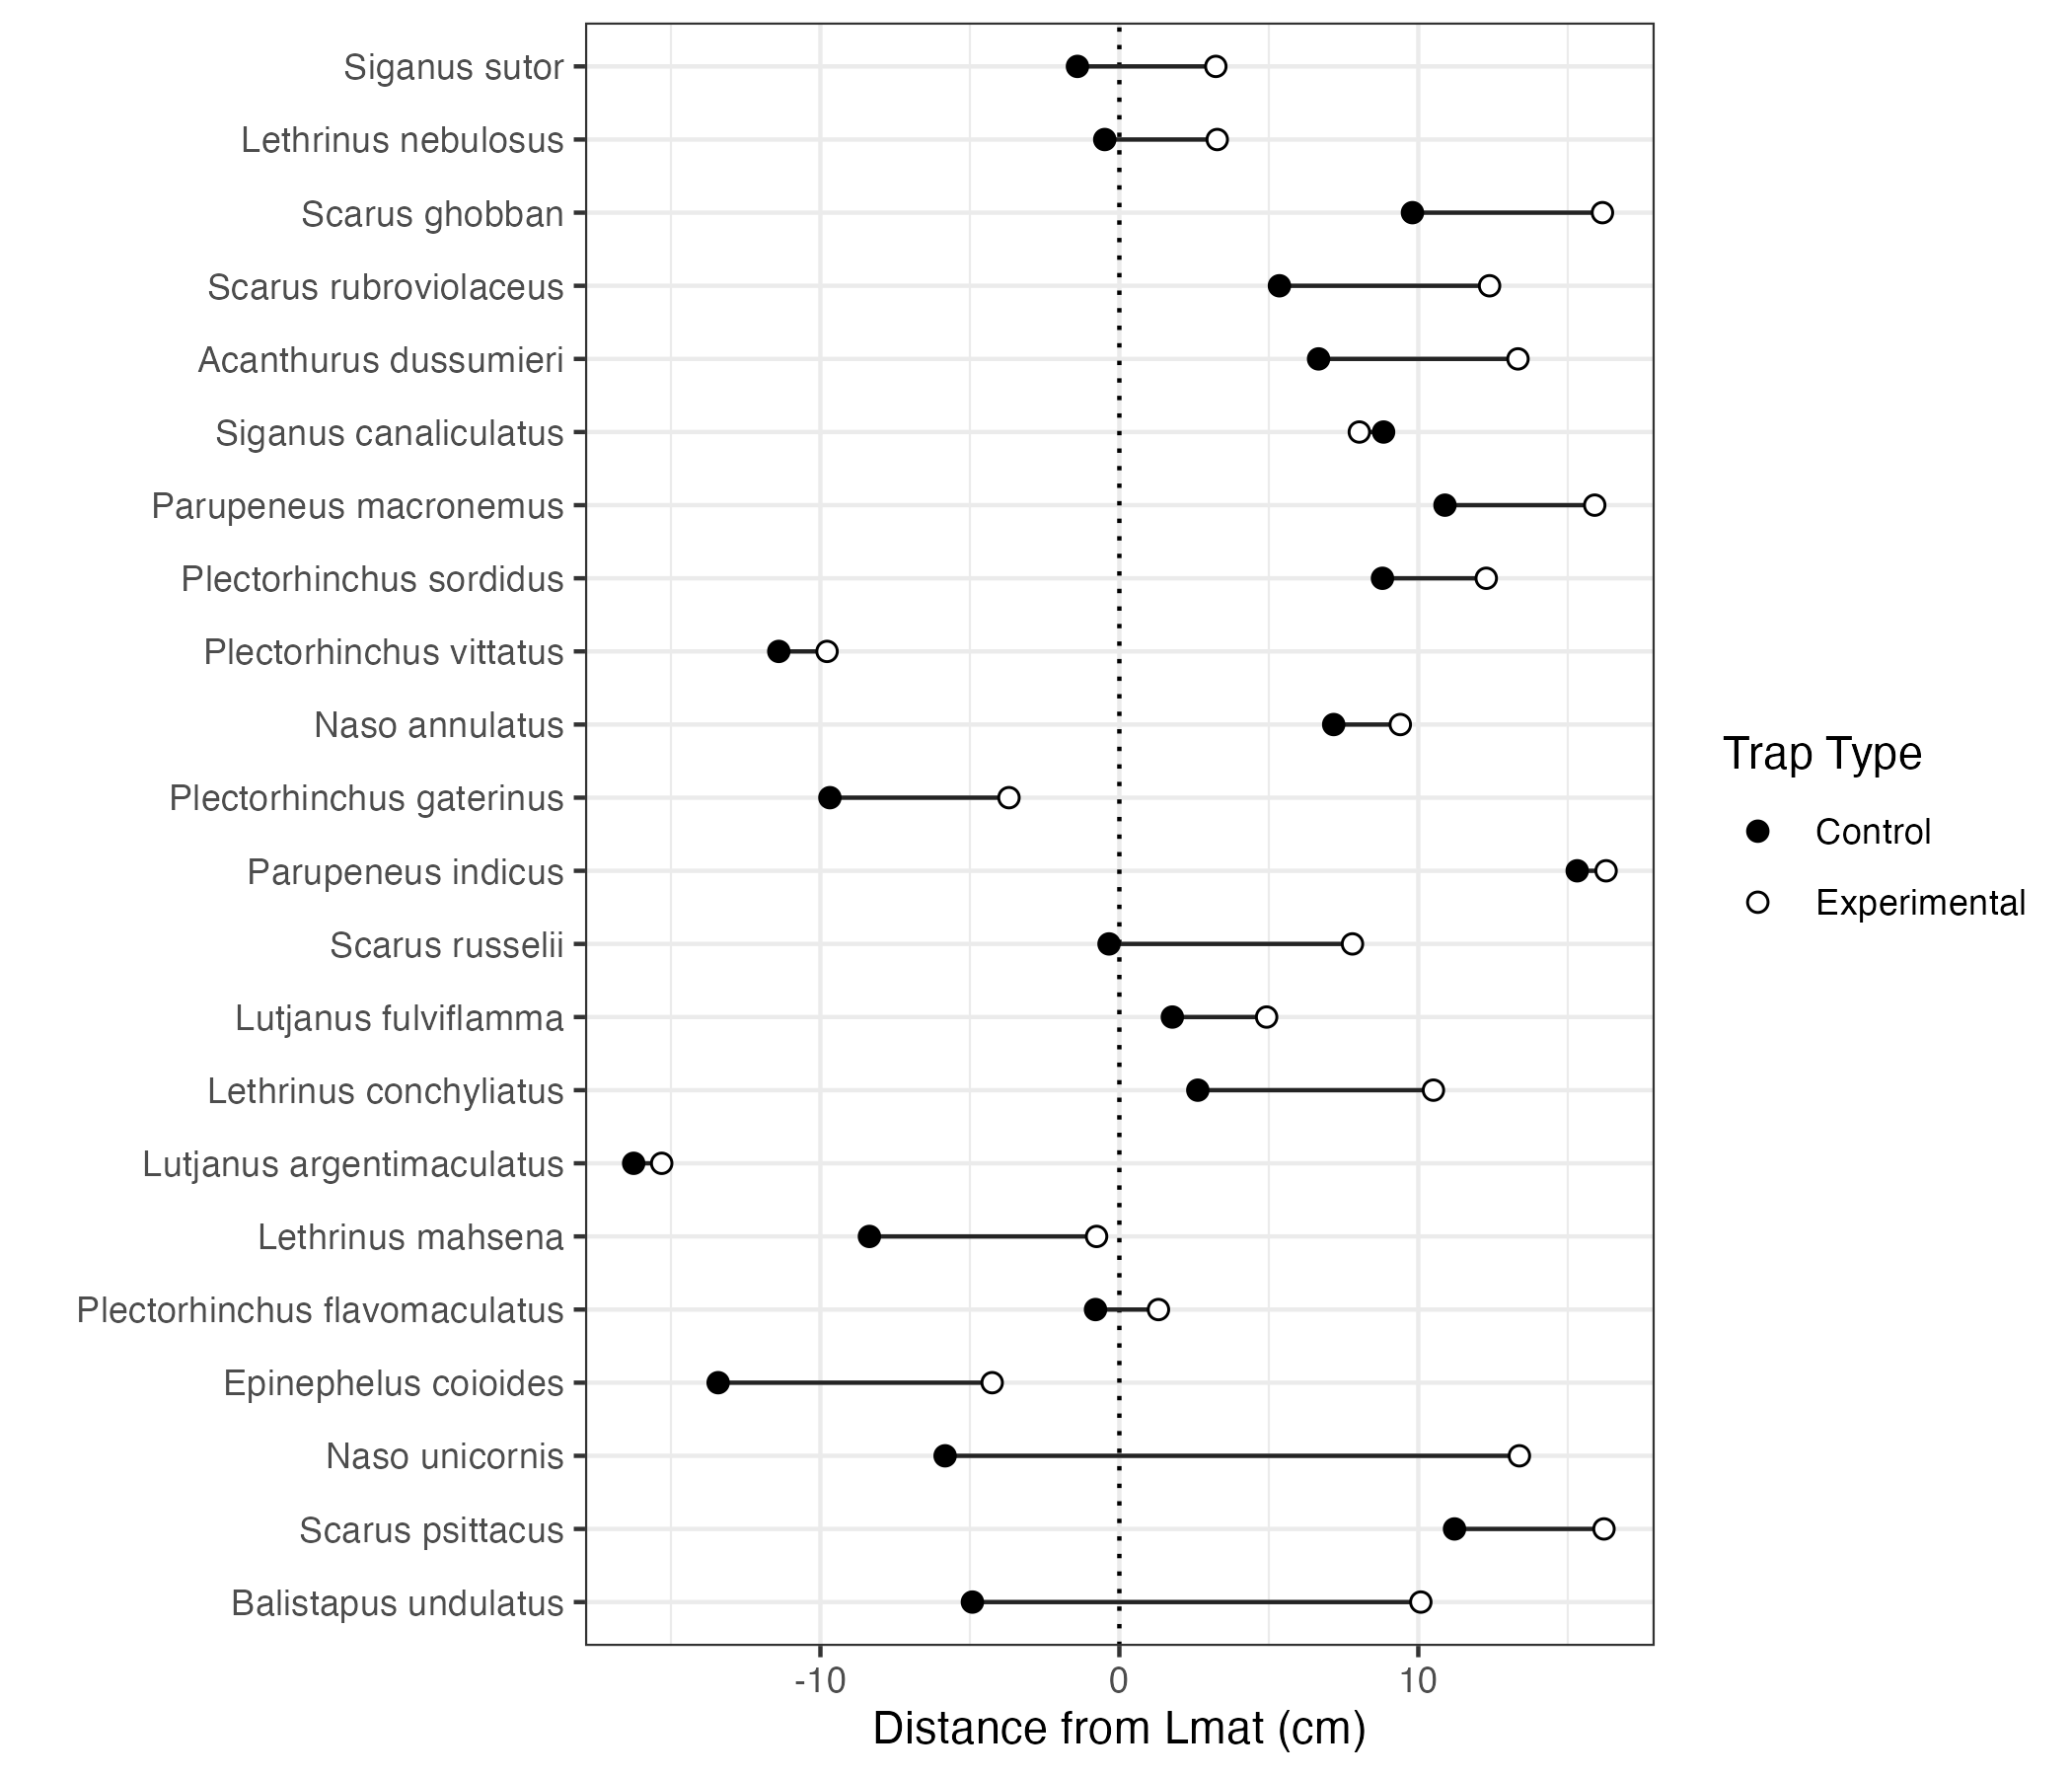 Siganus sutor
Lethrinus nebulosus
Scarus ghobban
Scarus rubroviolaceus
Acanthurus dussumieri
Siganus canaliculatus
Parupeneus macronemus
Plectorhinchus sordidus
Plectorhinchus vittatus
Naso annulatus
Plectorhinchus gaterinus
Parupeneus indicus
Scarus russelii
Lutjanus fulviflamma
Lethrinus conchyliatus
Lutjanus argentimaculatus
Lethrinus mahsena
Plectorhinchus flavomaculatus
Epinephelus coioides
Naso unicornis
Scarus psittacus
Balistapus undulatus
-10 0 10
Distance from Lmat (cm)
Trap Type
Control
Experimental